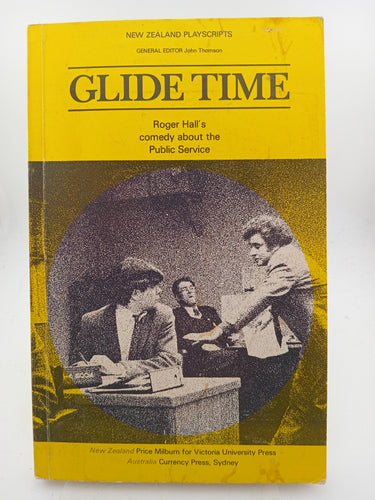 NEW ZEALAND PLAYSCRIPTS
GENERAL EDITOR John Thomson
GLIDE TIME
Roger Hall's
comedy about the
Public Service
New Zealand Price Milburn for Victoria University Press
Australia Currency Press, Sydney